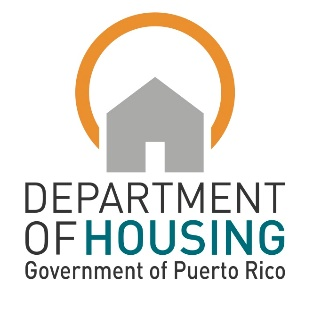 DEPARTMENT
OF HOUSING
Government of Puerto Rico